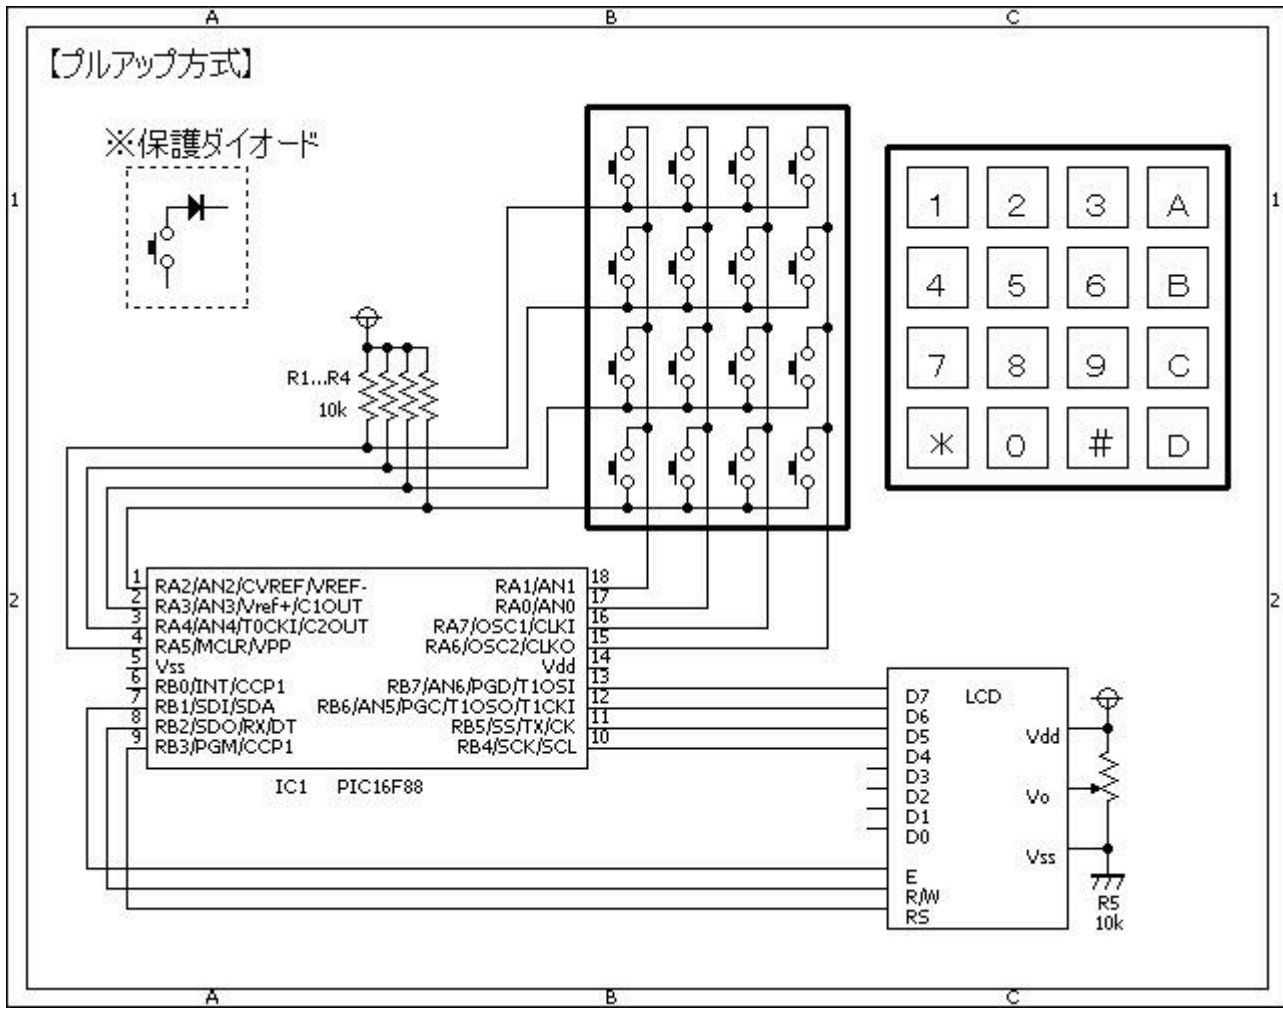 A B C
【プルアップ方式】
※保護ダイオード
1 1
1 2 3 A
4 5 6 B
7 8 9 C
* 0 # D
R1...R4
10k
2 2
1 RA2/AN2/CVREF/VREF- RA1/AN1 18
2 RA3/AN3/Vref+/C1OUT RA0/AN0 17
3 RA4/AN4/T0CKI/C2OUT RA7/OSC1/CLKI 16
4 RA5/MCLR/VPP RA6/OSC2/CLKO 15
5 Vss Vdd 14
6 RB0/INT/CCP1 RB7/AN6/PGD/T1OSI 13
7 RB1/SDI/SDA RB6/AN5/PGC/T1OSO/T1CKI 12
8 RB2/SDO/RX/DT RB5/SS/TX/CK 11
9 RB3/PGM/CCP1 RB4/SCK/SCL 10
IC1 PIC16F88
D7 LCD
D6
D5 Vdd
D4
D3
D2 Vo
D1
D0
Vss
E
R/W
RS
R5
10k
A B C